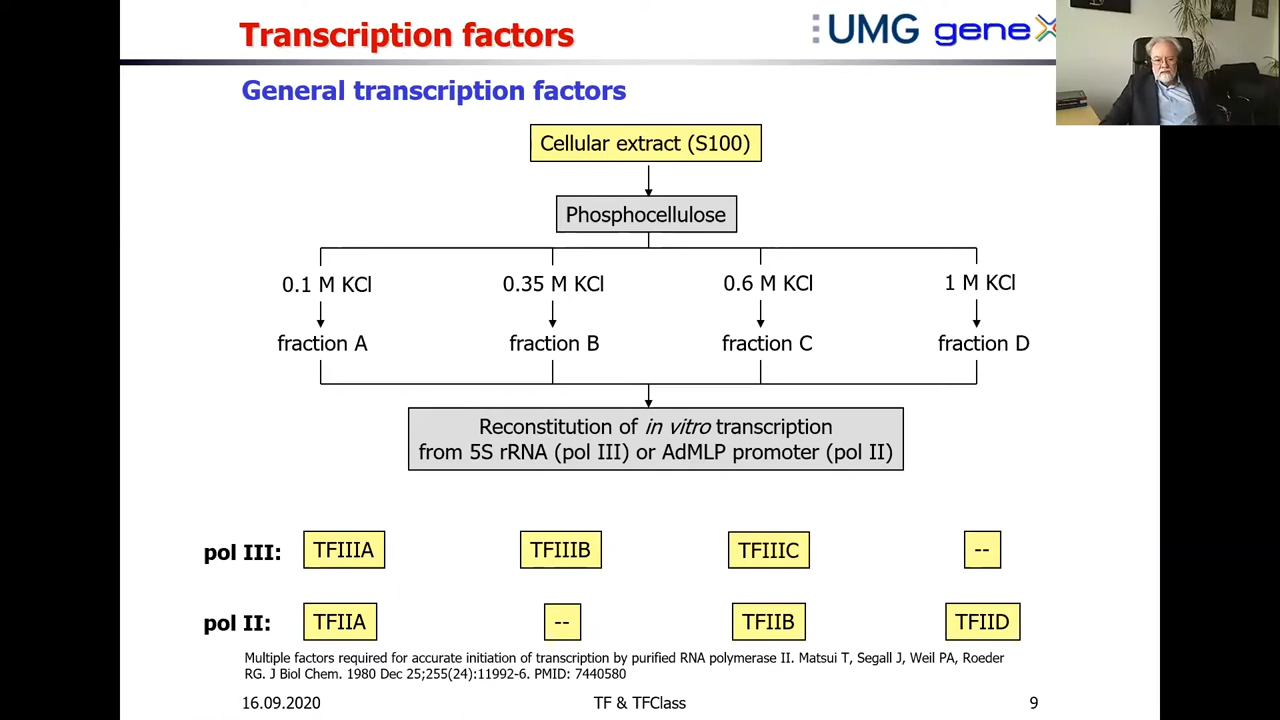 Transcription factors
UMG gene
General transcription factors
Cellular extract (S100)
Phosphocellulose
0.1 M KCl 0.35 M KCl 0.6 M KCl 1 M KCl
fraction A fraction B fraction C fraction D
Reconstitution of in vitro transcription
from 5S rRNA (pol III) or AdMLP promoter (pol II)
pol III: TFIIIA TFIIIB TFIIIC --
pol II: TFIIA -- TFIIB TFIID
Multiple factors required for accurate initiation of transcription by purified RNA polymerase II. Matsui T, Segall J, Weil PA, Roeder
RG. J Biol Chem. 1980 Dec 25;255(24):11992-6. PMID: 7440580
16.09.2020 TF & TFClass 9